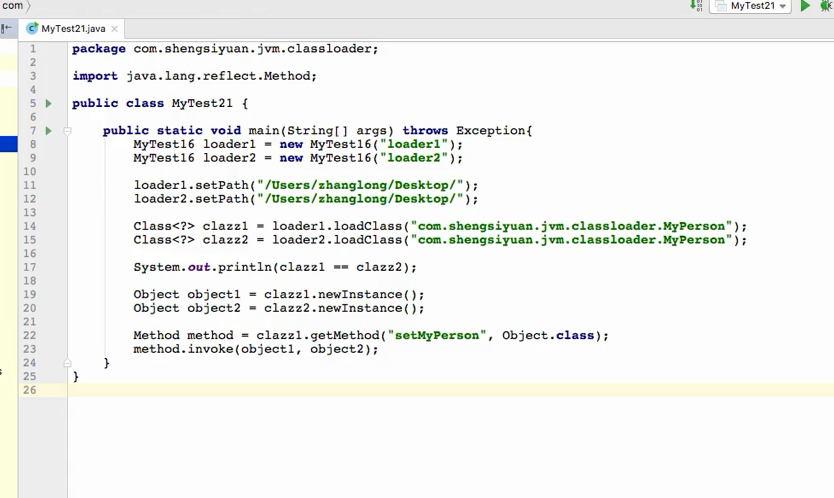 com
MyTest21
MyTest21.java
1 package com.shengsiyuan.jvm.classloader;
2
3 import java.lang.reflect.Method;
4
5 public class MyTest21 {
6
7 public static void main(String[] args) throws Exception{
8 MyTest16 loader1 = new MyTest16("loader1");
9 MyTest16 loader2 = new MyTest16("loader2");
10
11 loader1.setPath("/Users/zhanglong/Desktop/");
12 loader2.setPath("/Users/zhanglong/Desktop/");
13
14 Class<?> clazz1 = loader1.loadClass("com.shengsiyuan.jvm.classloader.MyPerson");
15 Class<?> clazz2 = loader2.loadClass("com.shengsiyuan.jvm.classloader.MyPerson");
16
17 System.out.println(clazz1 == clazz2);
18
19 Object object1 = clazz1.newInstance();
20 Object object2 = clazz2.newInstance();
21
22 Method method = clazz1.getMethod("setMyPerson", Object.class);
23 method.invoke(object1, object2);
24 }
25 }
26